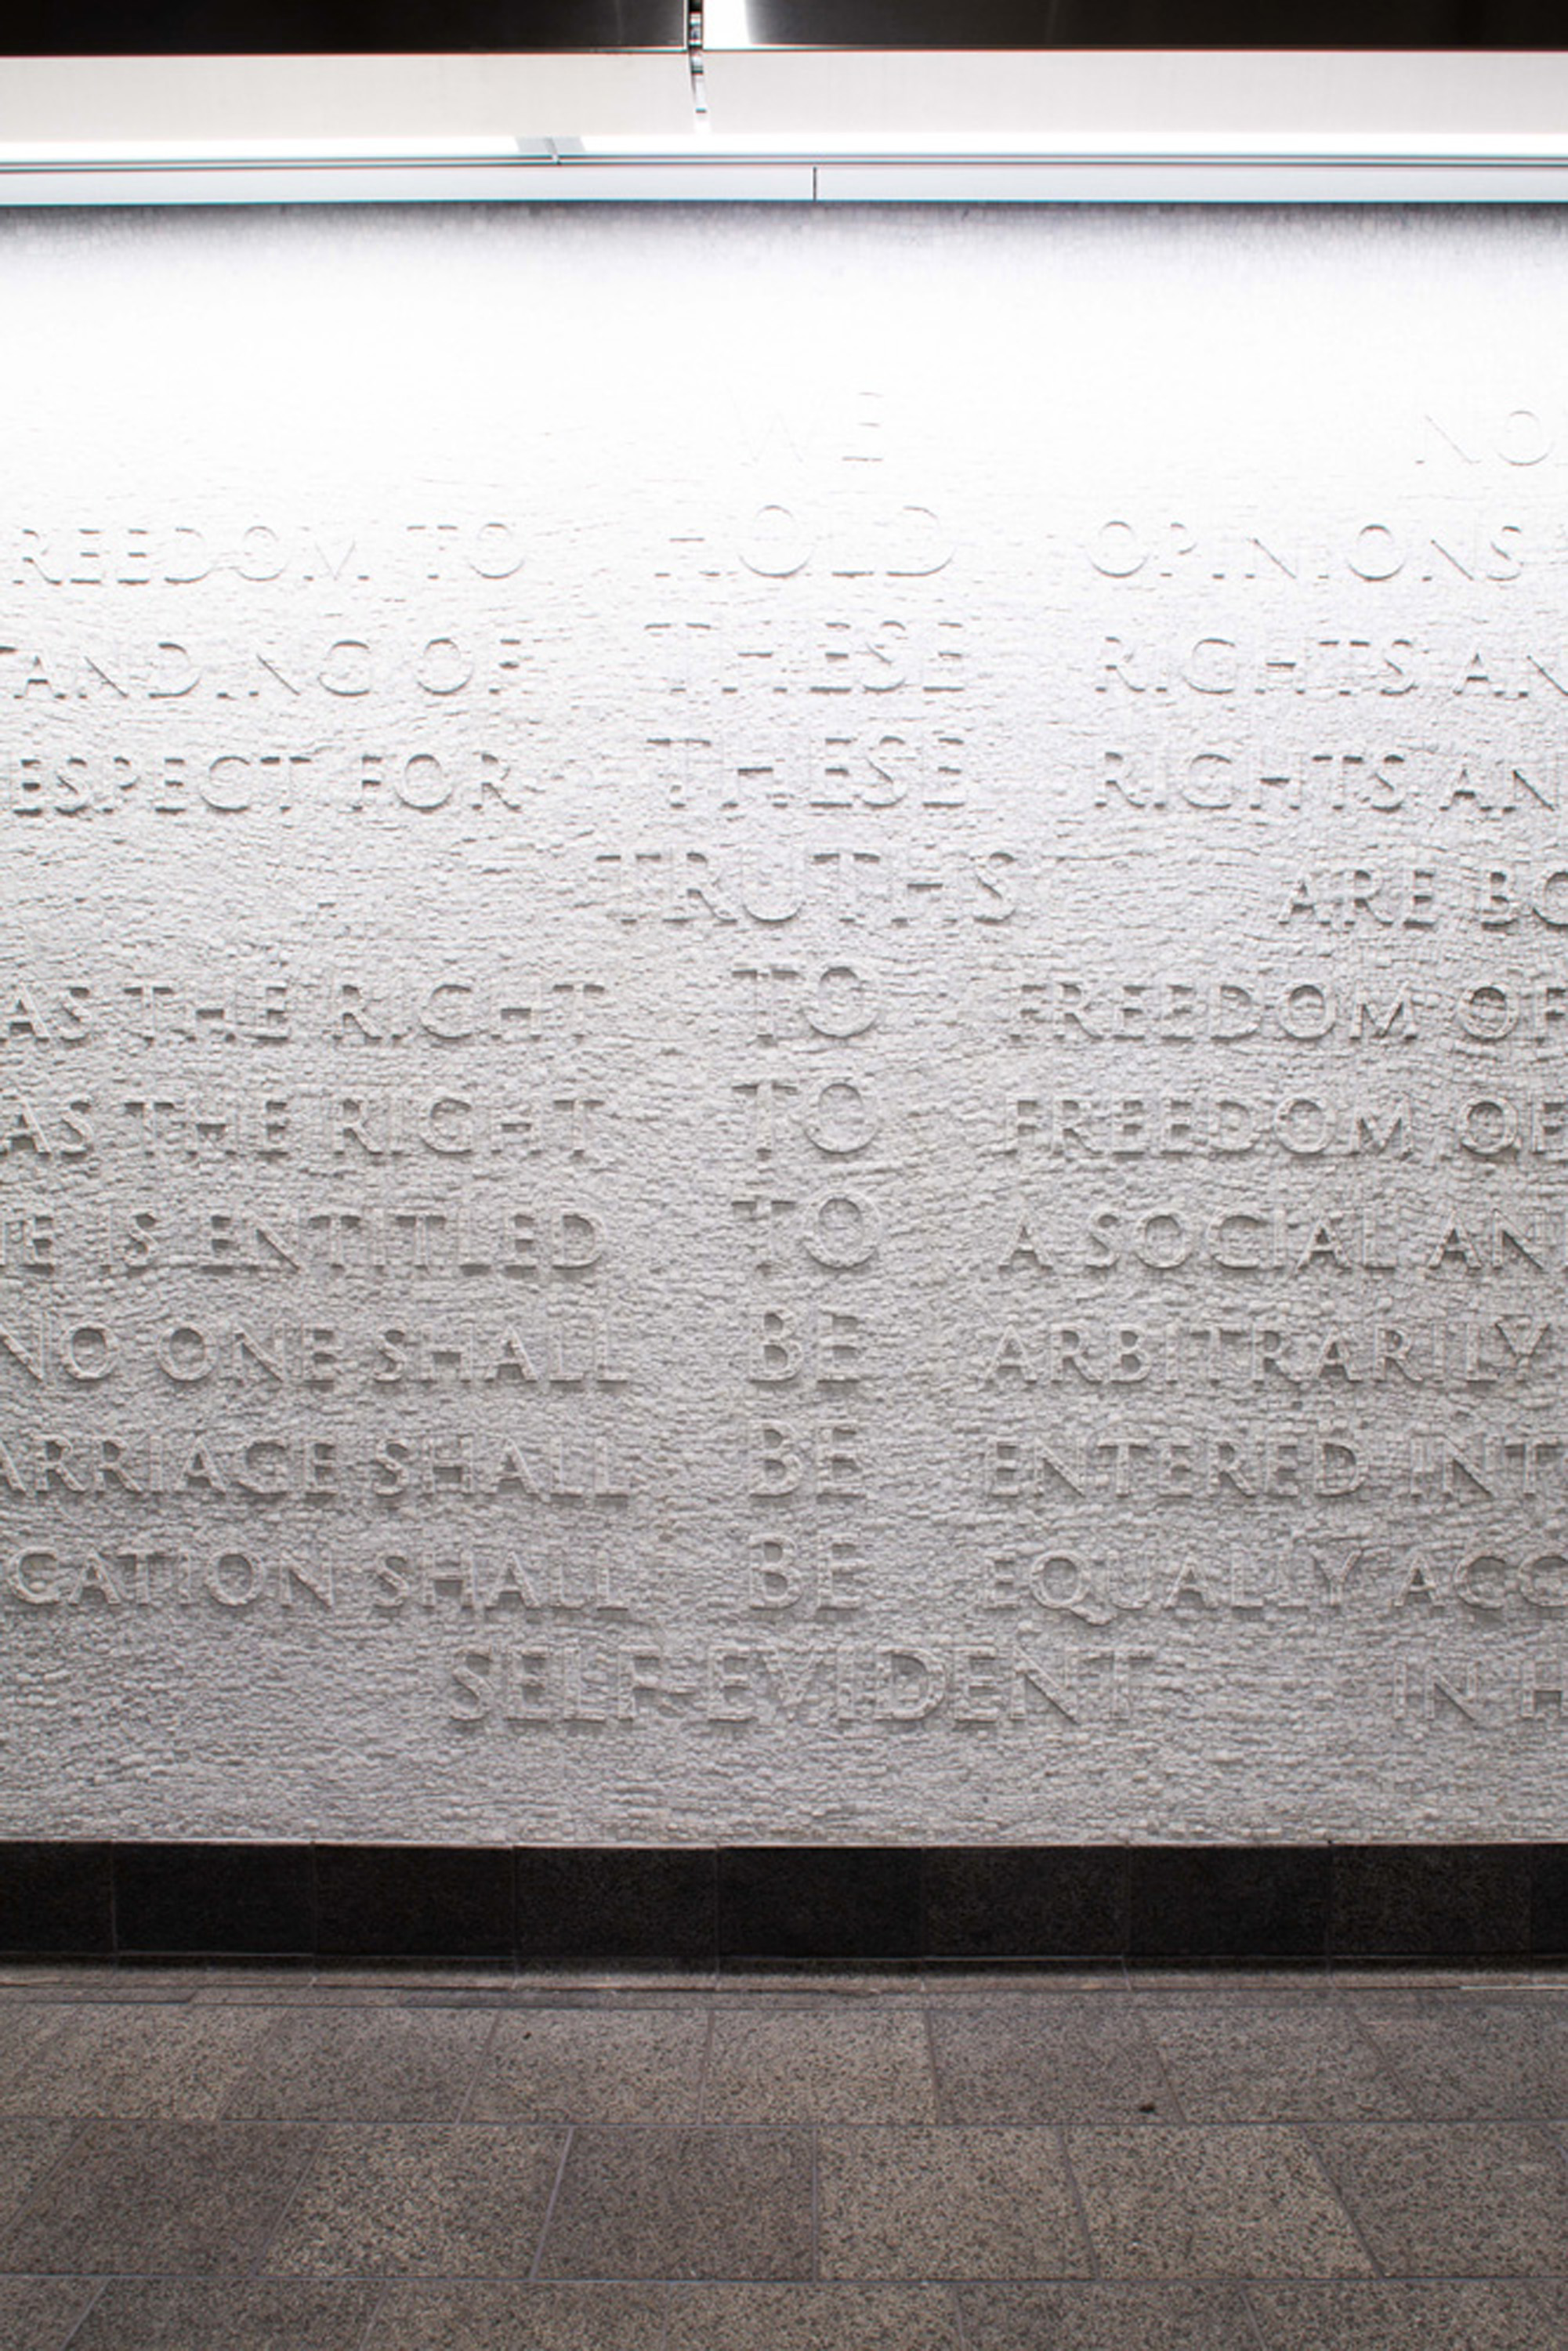 WE NO
REEDOM TO HOLD OPINIONS
TANDING OF THESE RIGHTS AN
ESPECT FOR THESE RIGHTS AN
TRUTHS ARE BO
AS THE RIGHT TO FREEDOM OF
AS THE RIGHT TO FREEDOM OF
E IS ENTITLED TO A SOCIAL AN
NO ONE SHALL BE ARBITRARILY
ARRIAGE SHALL BE ENTERED INT
CATION SHALL BE EQUALLY ACC
SELF-EVIDENT IN H